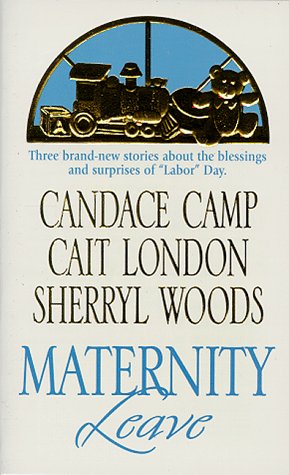 Three brand-new stories about the blessings
and surprises of "Labor" Day.
CANDACE CAMP
CAIT LONDON
SHERRYL WOODS
MATERNITY
Leave